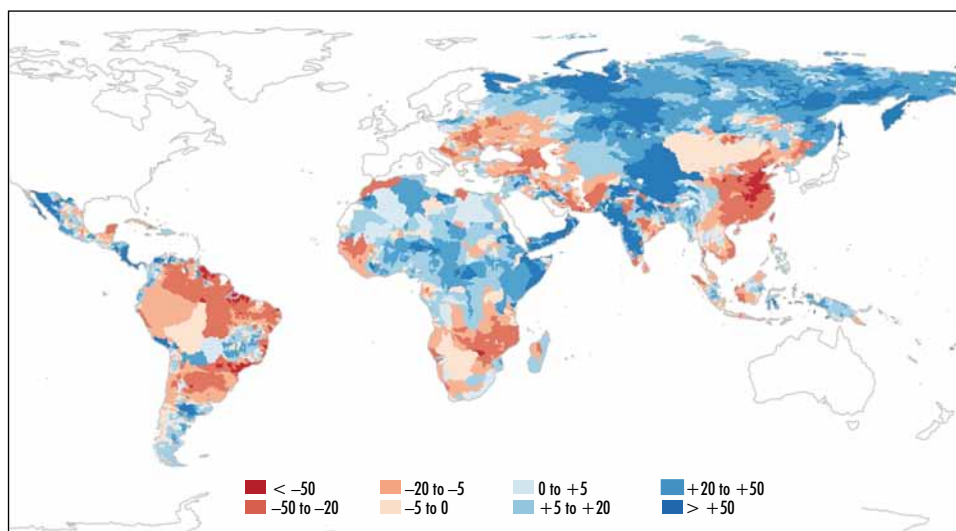 < –50
–20 to –5
0 to +5
+20 to +50
–50 to –20
–5 to 0
+5 to +20
> +50